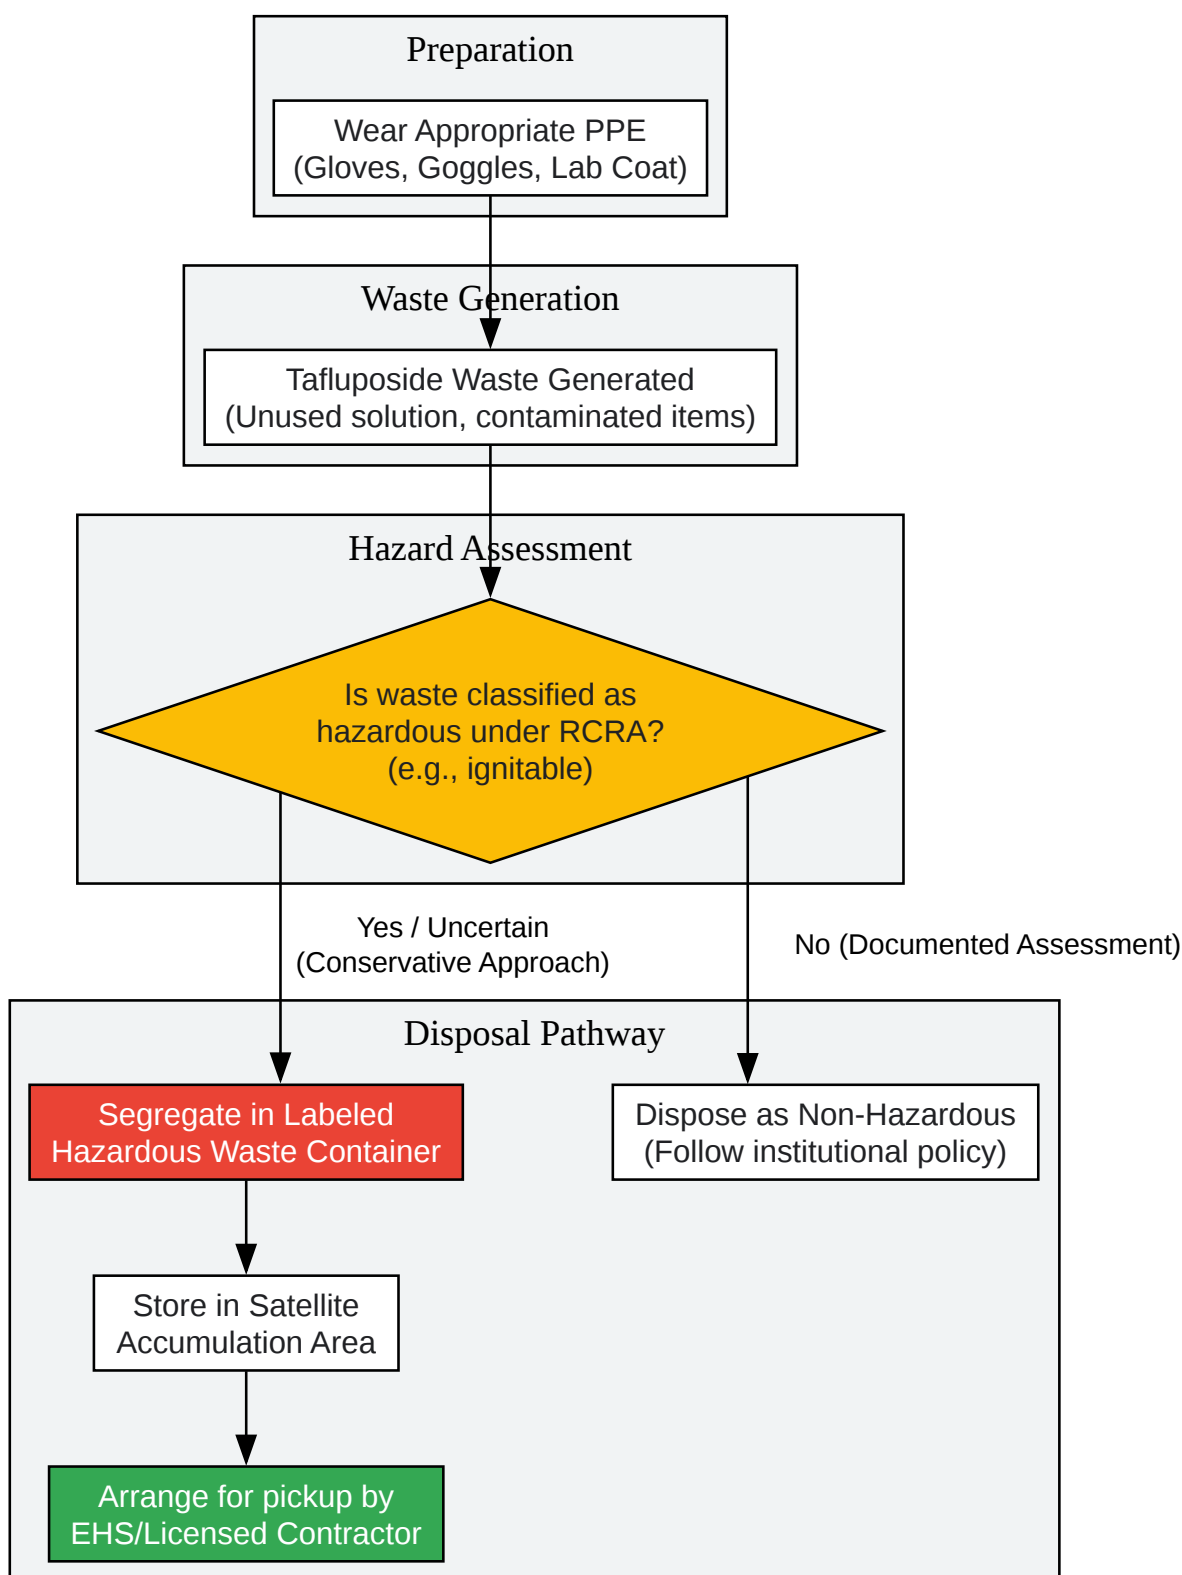 Preparation
Wear Appropriate PPE
(Gloves, Goggles, Lab Coat)
Waste Generation
Tafluposide Waste Generated
(Unused solution, contaminated items)
Hazard Assessment
Is waste classified as
hazardous under RCRA?
(e.g., ignitable)
Yes / Uncertain
(Conservative Approach)
No (Documented Assessment)
Disposal Pathway
Segregate in Labeled
Hazardous Waste Container
Dispose as Non-Hazardous
(Follow institutional policy)
Store in Satellite
Accumulation Area
Arrange for pickup by
EHS/Licensed Contractor